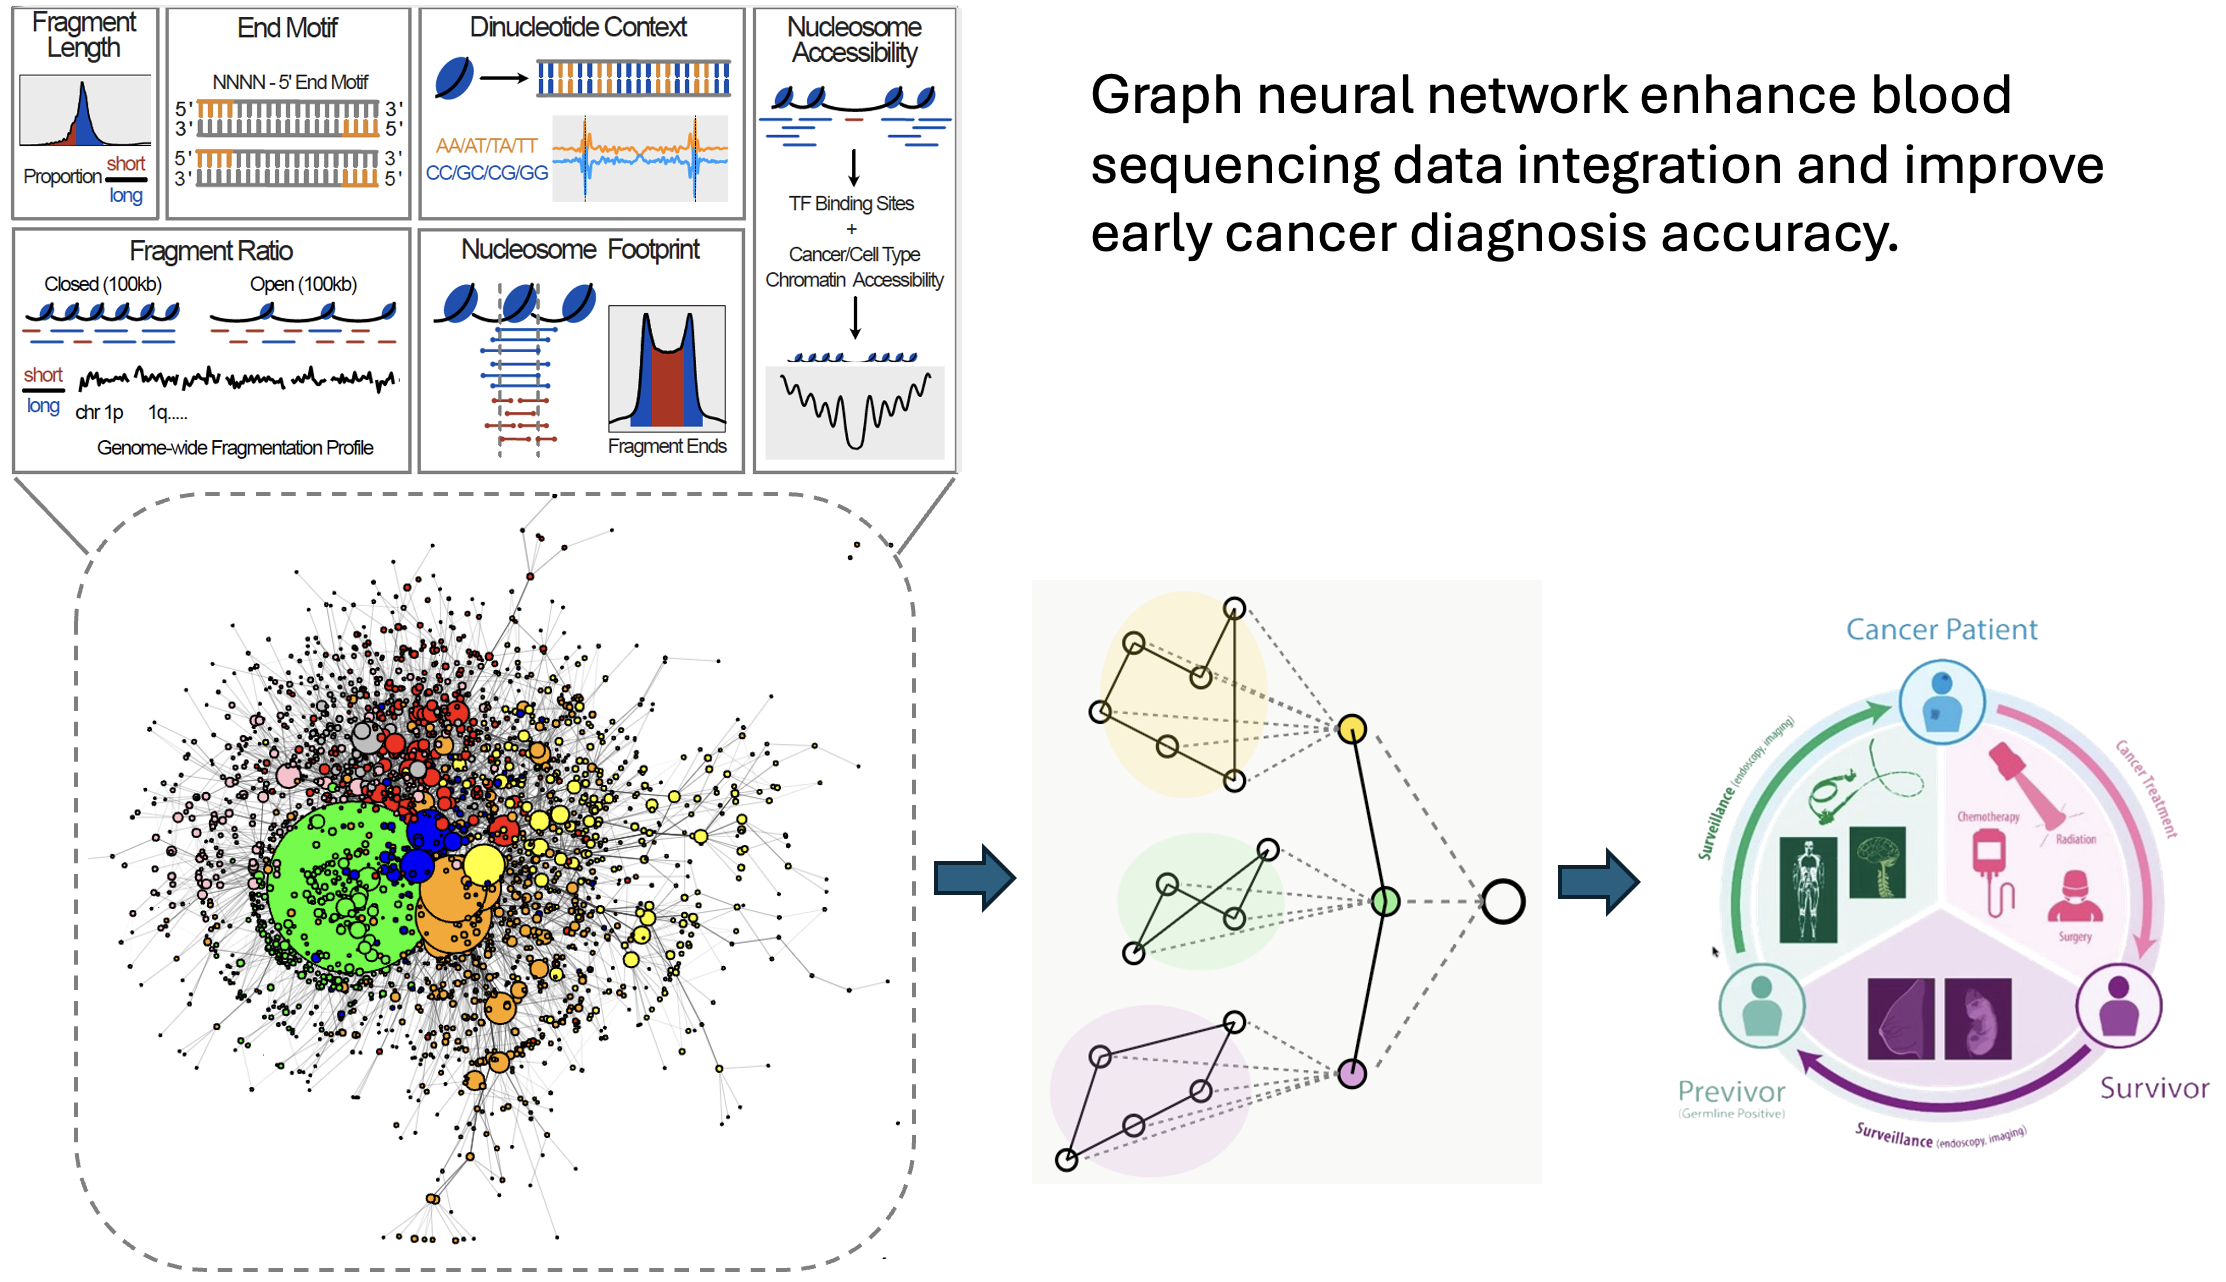 Fragment
Length
Proportion
short
long
End Motif
NNNN - 5' End Motif
5' 3'
3' 5'
5' 3'
3' 5'
Dinucleotide Context
AA/AT/TA/TT
CC/GC/CG/GG
Nucleosome
Accessibility
TF Binding Sites
+
Cancer/Cell Type
Chromatin Accessibility
Fragment Ratio
Closed (100kb)
Open (100kb)
short
long
chr 1p
1q.....
Genome-wide Fragmentation Profile
Nucleosome Footprint
Fragment Ends
Graph neural network enhance blood
sequencing data integration and improve
early cancer diagnosis accuracy.
Cancer Patient
Surveillance (endoscopy, imaging)
Cancer Treatment
Chemotherapy
Radiation
Surgery
Previvor
(Germline Positive)
Survivor
Surveillance (endoscopy, imaging)